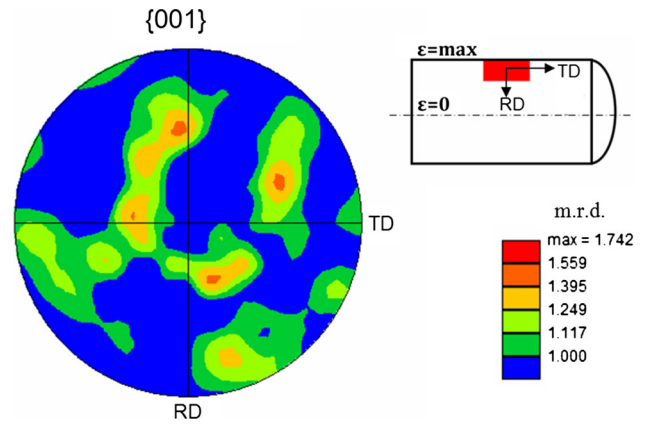 {001}
TD
RD
ε=max
ε=0
TD
RD
m.r.d.
max = 1.742
1.559
1.395
1.249
1.117
1.000